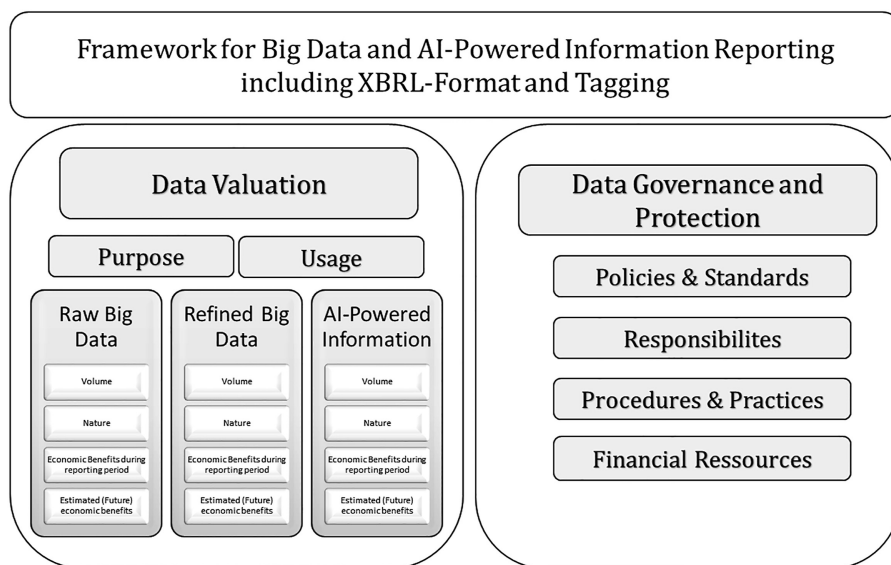 Framework for Big Data and AI-Powered Information Reporting
including XBRL-Format and Tagging
Data Valuation
Purpose
Usage
Raw Big
Data
Volume
Nature
Economic Benefits during
reporting period
Estimated (Future)
economic benefits
Refined Big
Data
Volume
Nature
Economic Benefits during
reporting period
Estimated (Future)
economic benefits
AI-Powered
Information
Volume
Nature
Economic Benefits during
reporting period
Estimated (Future)
economic benefits
Data Governance and
Protection
Policies & Standards
Responsibilites
Procedures & Practices
Financial Ressources